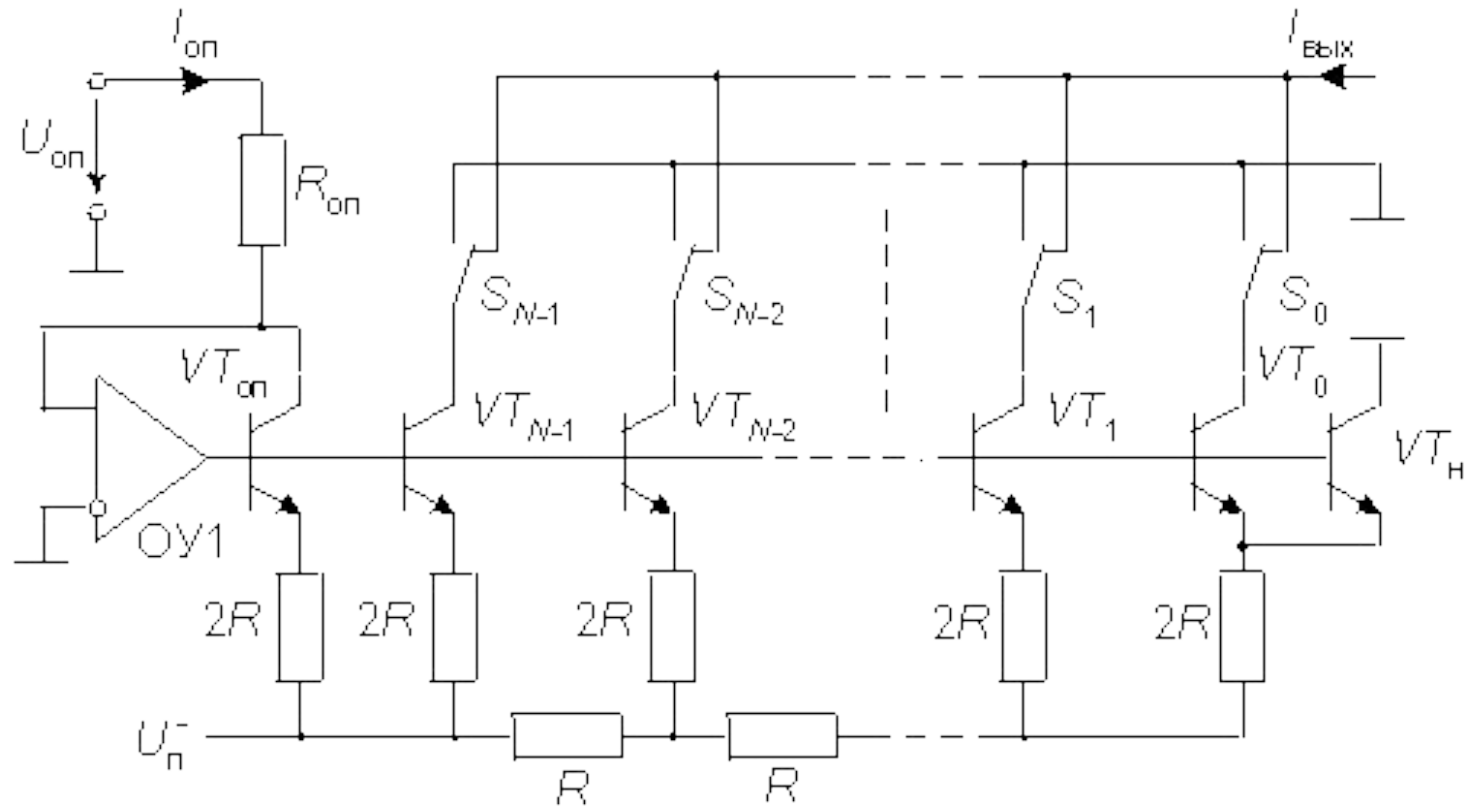 Iоп
Iвых
Uоп
Rоп
SN-1
SN-2
S1
S0
VTоп
VTN-1
VTN-2
VT1
VT0
VTн
ОУ1
2R
2R
2R
2R
2R
Uп-
R
R